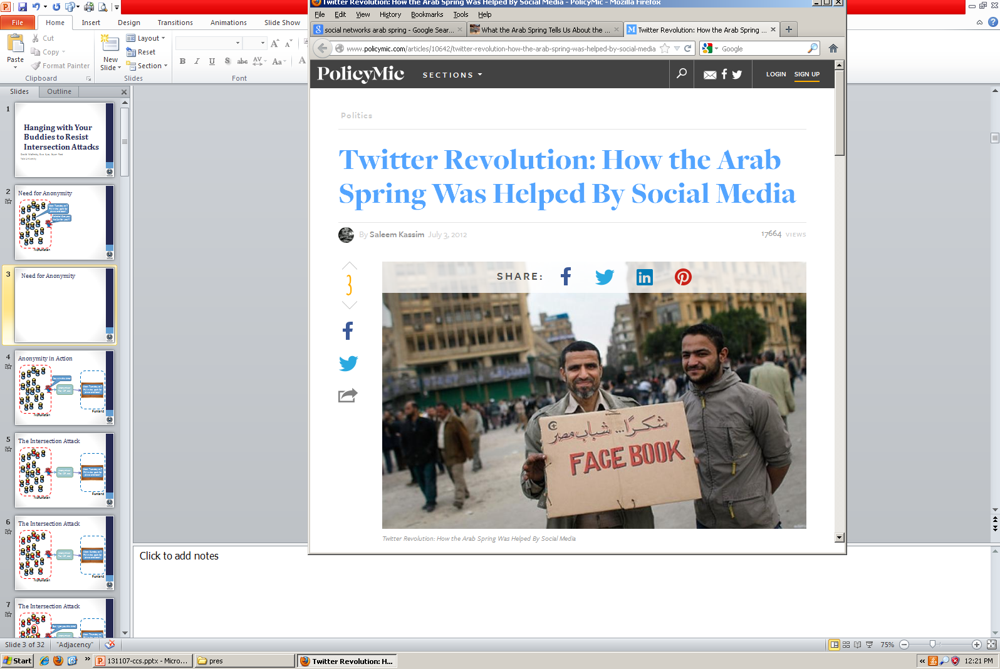 Twitter Revolution: How the Arab Spring Was Helped By Social Media - PolicyMic - Mozilla Firefox
File Edit View History Bookmarks Tools Help
social networks arab spring - Google Sear...
What the Arab Spring Tells Us About the ...
Twitter Revolution: How the Arab Spring ...
www.policymic.com/articles/10642/twitter-revolution-how-the-arab-spring-was-helped-by-social-media
Google
File Home Insert Design Transitions Animations Slide Show
Paste
Cut
Copy
Format Painter
Clipboard
New
Slide
Layout
Reset
Section
Slides
B I U S abc AV Aa A
Font
Slides Outline
1
Hanging with Your
Buddies to Resist
Intersection Attacks
2
Need for Anonymity
3
Need for Anonymity
4
Anonymity in Action
Funland
5
The Intersection Attack
Funland
6
The Intersection Attack
Funland
7
The Intersection Attack
PolicyMic SECTIONS
LOGIN SIGN UP
Politics
Twitter Revolution: How the Arab
Spring Was Helped By Social Media
By Saleem Kassim July 3, 2012
17664 VIEWS
3
SHARE:
شكرًا... شباب مصر
FACE BOOK
Twitter Revolution: How the Arab Spring Was Helped By Social Media
Click to add notes
Slide 3 of 32 "Adjacency"
75%
Start
131107-ccs.pptx - Micro...
pres
Twitter Revolution: H...
12:21 PM